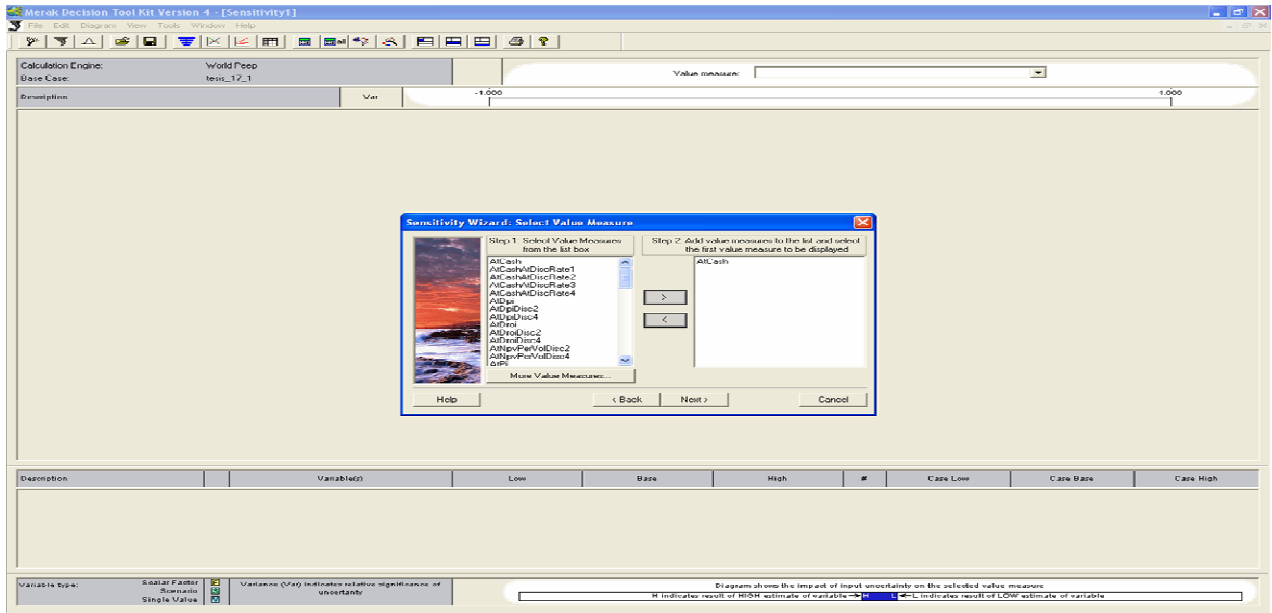 Merak Decision Tool Kit Version 4 - [Sensitivity1]
File Edit Diagram View Tools Window Help
Calculation Engine: World Peep
Base Case: tesis_17_1
Value measure:
Description Var -1.000 1.000
Sensitivity Wizard: Select Value Measure
Step 1. Select Value Measures from the list box
Step 2. Add value measures to the list and select the first value measure to be displayed
AtCash
AtCashAtDiscRate1
AtCashAtDiscRate2
AtCashAtDiscRate3
AtCashAtDiscRate4
AtDpi
AtDpiDisc2
AtDpiDisc4
AtDroi
AtDroiDisc2
AtDroiDisc4
AtNpvPerVolDisc2
AtNpvPerVolDisc4
AtPi
AtCash
>
<
More Value Measures...
Help < Back Next > Cancel
Description Variable(s) Low Base High # Case Low Case Base Case High
Variable type: Scalar Factor F
Scenario S
Single Value
Variance (Var) indicates relative significance of
uncertainty
Diagram shows the impact of input uncertainty on the selected value measure
H indicates result of HIGH estimate of variable H L L indicates result of LOW estimate of variable